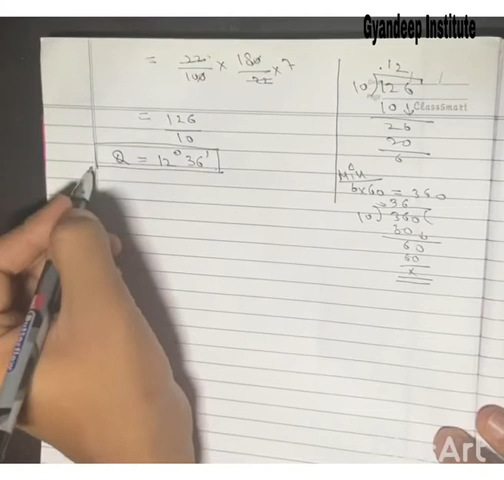 Gyandeep Institute
= 22/100 × 180/22 × 7
= 126/10
Q = 12° 36'
12
10) 126
10↓ ClassSmart
26
20
6
Min
6×60 = 360
= 36
10) 360 (
30
60
60
×
Art